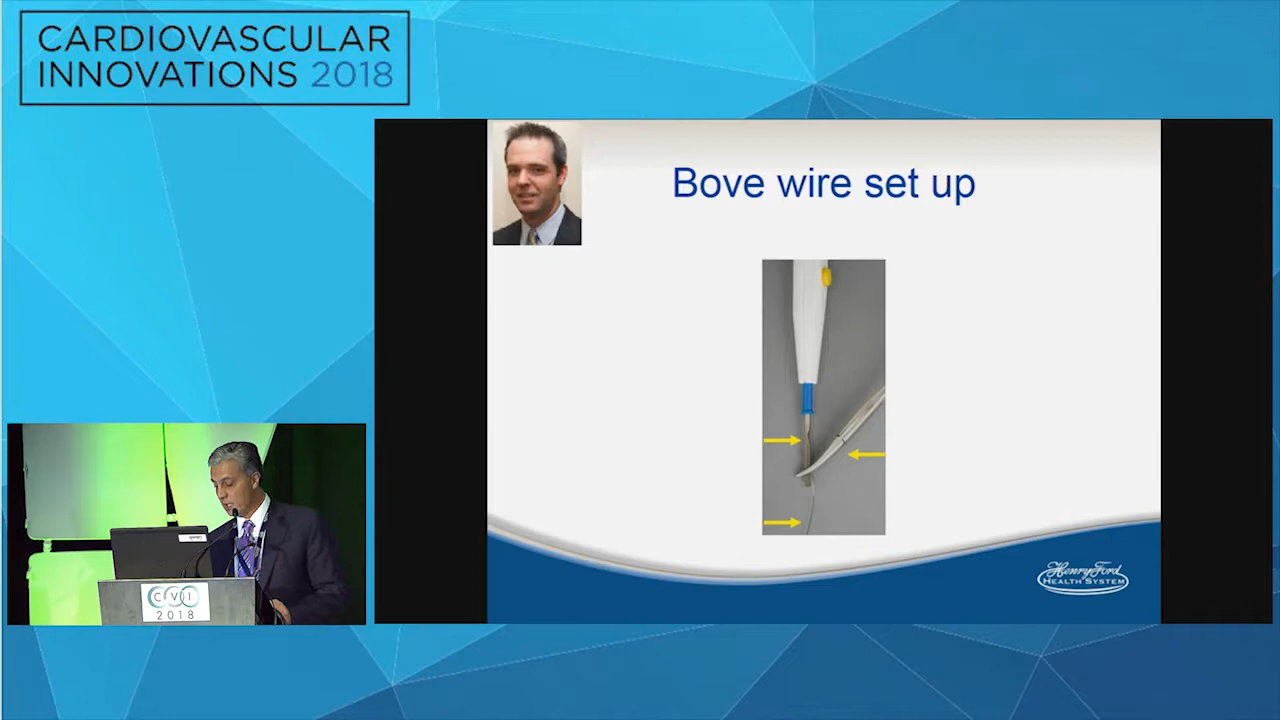 CARDIOVASCULAR
INNOVATIONS 2018
Bove wire set up
Henry Ford
HEALTH SYSTEM
CVI
2018